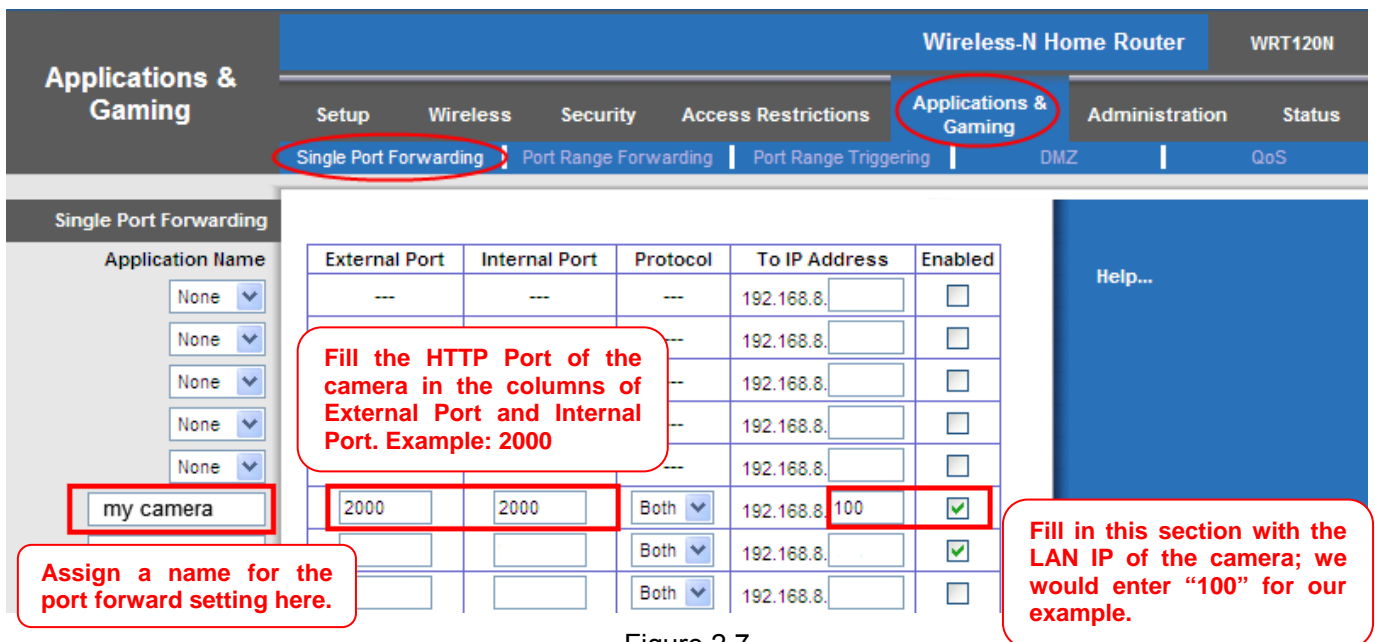 Wireless-N Home Router WRT120N
Applications &
Gaming
Setup Wireless Security Access Restrictions Applications & Gaming Administration Status
Single Port Forwarding Port Range Forwarding Port Range Triggering DMZ QoS
Single Port Forwarding
Application Name External Port Internal Port Protocol To IP Address Enabled
Help...
None --- --- --- 192.168.8.
None --- 192.168.8.
None --- 192.168.8.
None --- 192.168.8.
None --- 192.168.8.
Fill the HTTP Port of the
camera in the columns of
External Port and Internal
Port. Example: 2000
my camera 2000 2000 Both 192.168.8. 100
Both 192.168.8.
Both 192.168.8.
Assign a name for the
port forward setting here.
Fill in this section with the
LAN IP of the camera; we
would enter “100” for our
example.